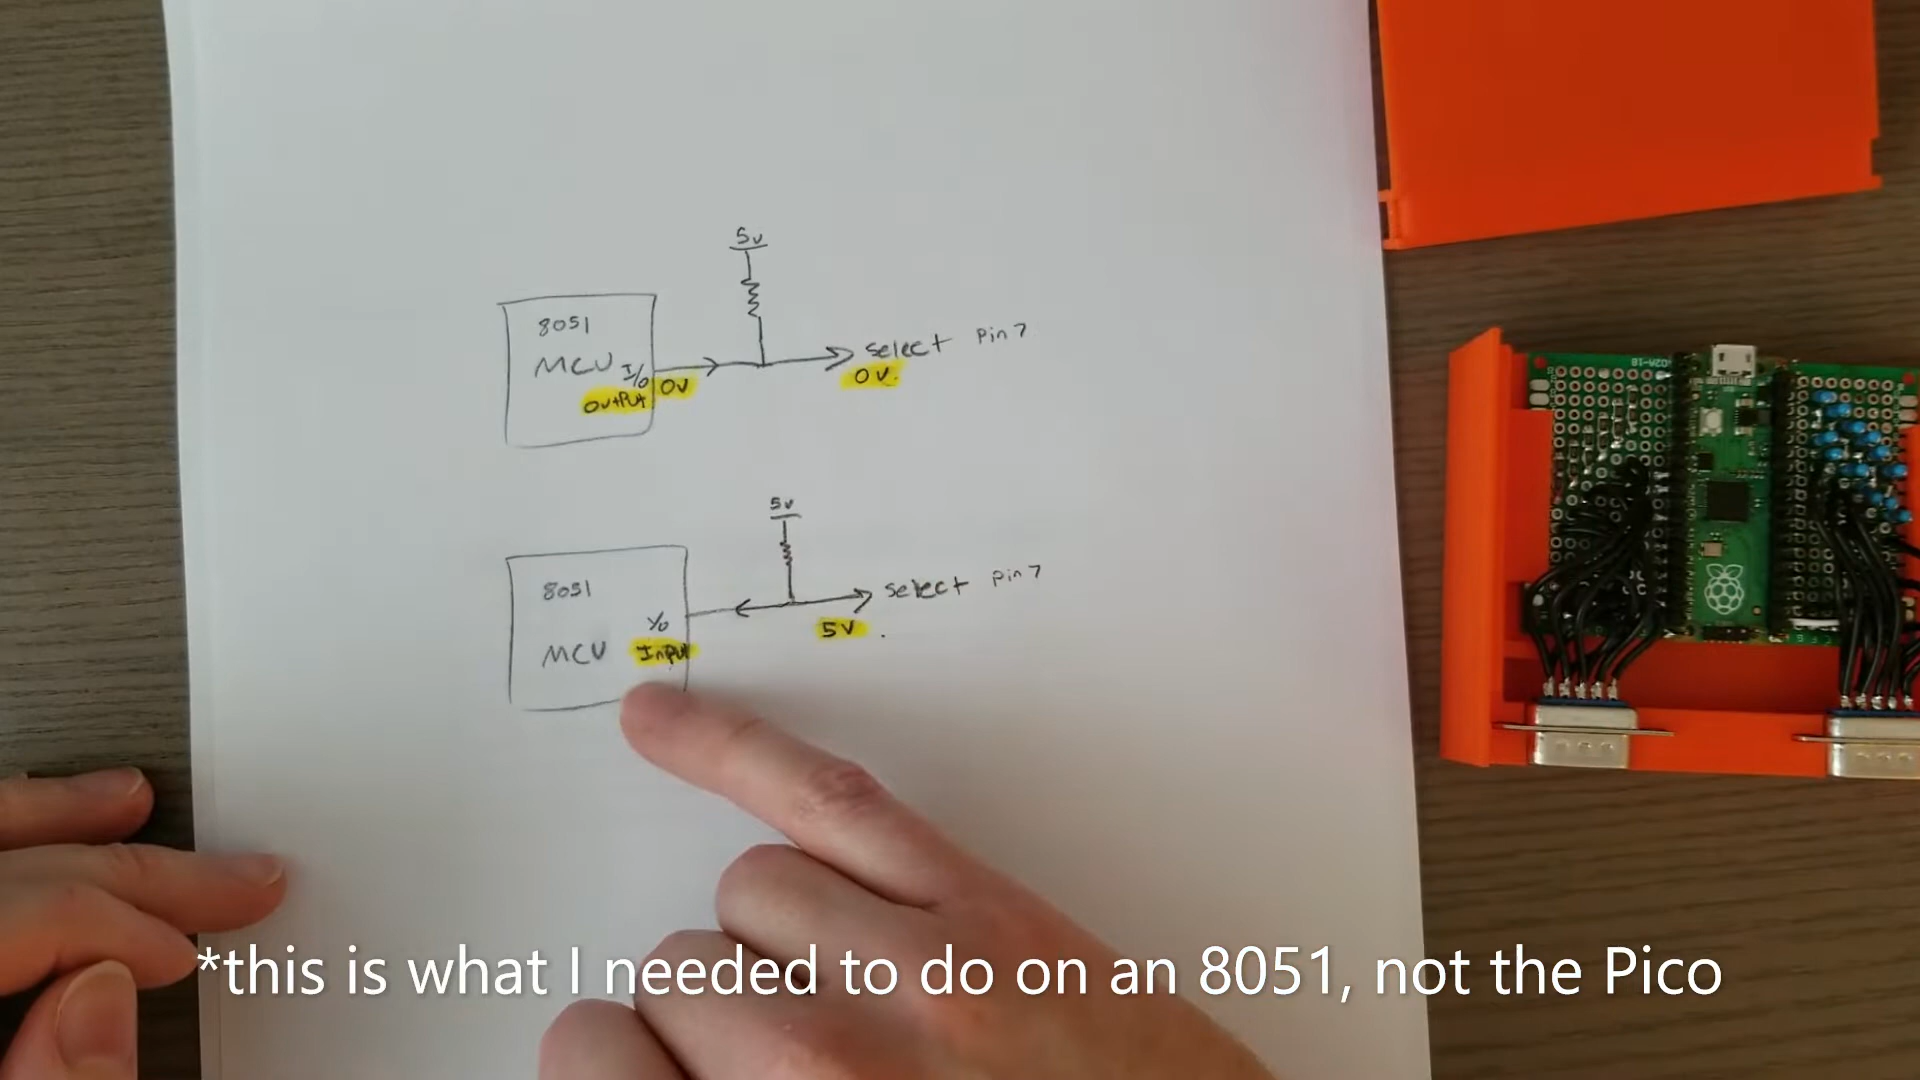 5v
8051
MCU I/o
output 0v
select Pin 7
0v.
5v
8051
I/o
MCU Input
select Pin 7
5v .
*this is what I needed to do on an 8051, not the Pico